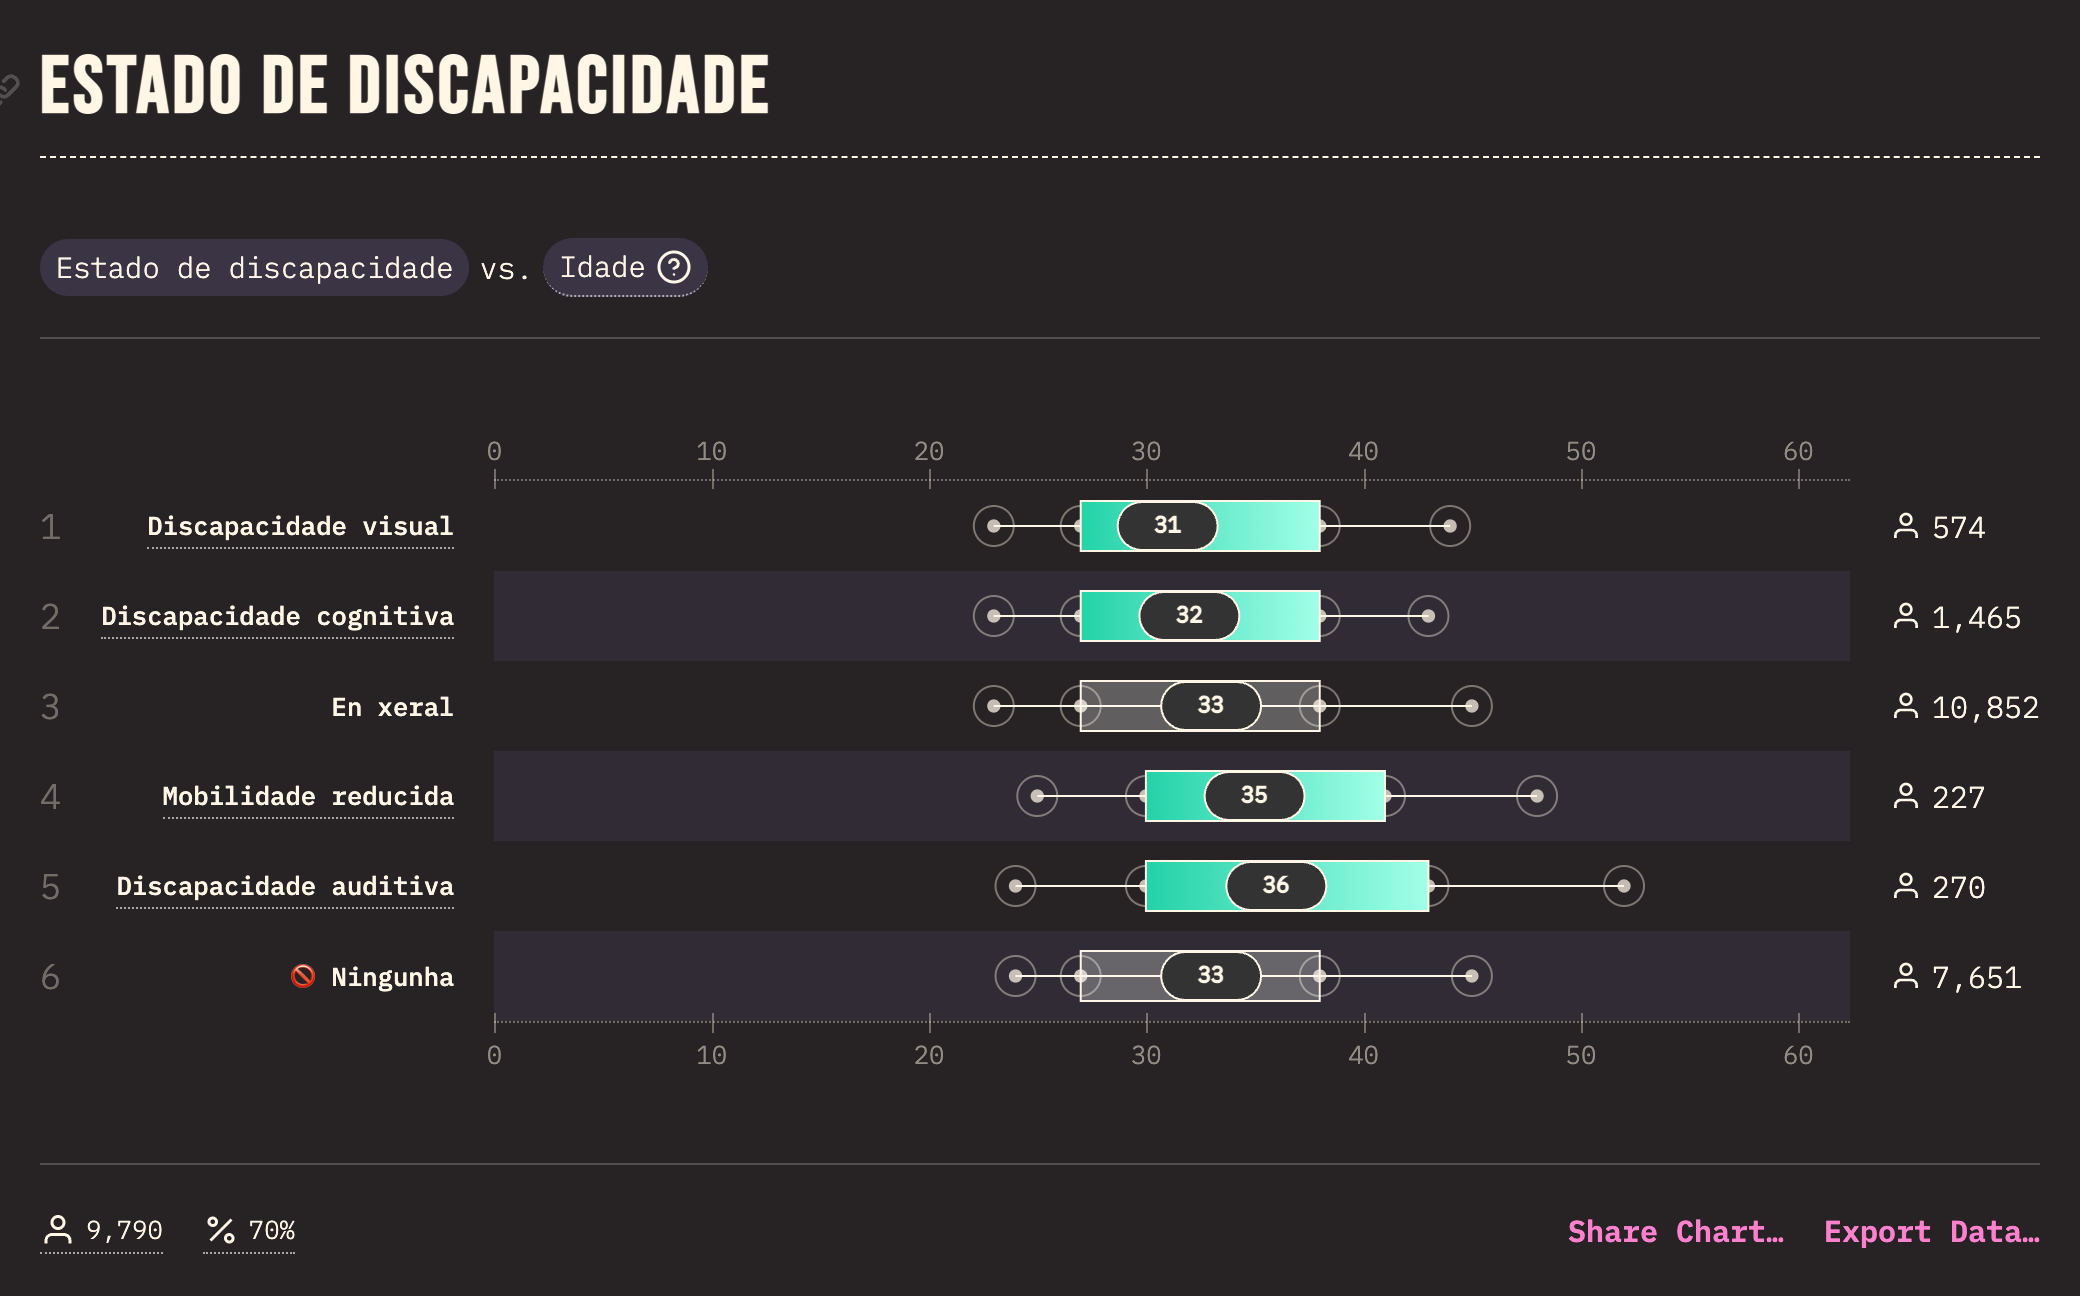 ESTADO DE DISCAPACIDADE
Estado de discapacidade vs. Idade ?
0 10 20 30 40 50 60
1 Discapacidade visual 31 574
2 Discapacidade cognitiva 32 1,465
3 En xeral 33 10,852
4 Mobilidade reducida 35 227
5 Discapacidade auditiva 36 270
6 🚫 Ningunha 33 7,651
0 10 20 30 40 50 60
9,790 % 70% Share Chart… Export Data…